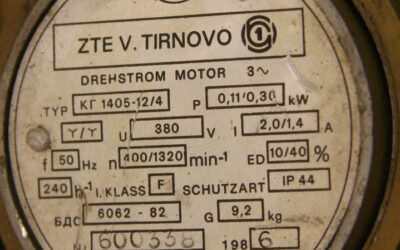 ZTE V. TIRNOVO 1
DREHSTROM MOTOR 3~
ТYP КГ 1405-12/4 P 0,11/0,36 kW
Y/Y U 380 V I 2,0/1,4 A
f 50 Hz n 400/1320 min-1 ED 10/40 %
240 h-1 I.KLASS F SCHUTZART IP 44
БДС 6062 - 82 G 9,2 kg
600338 198 6